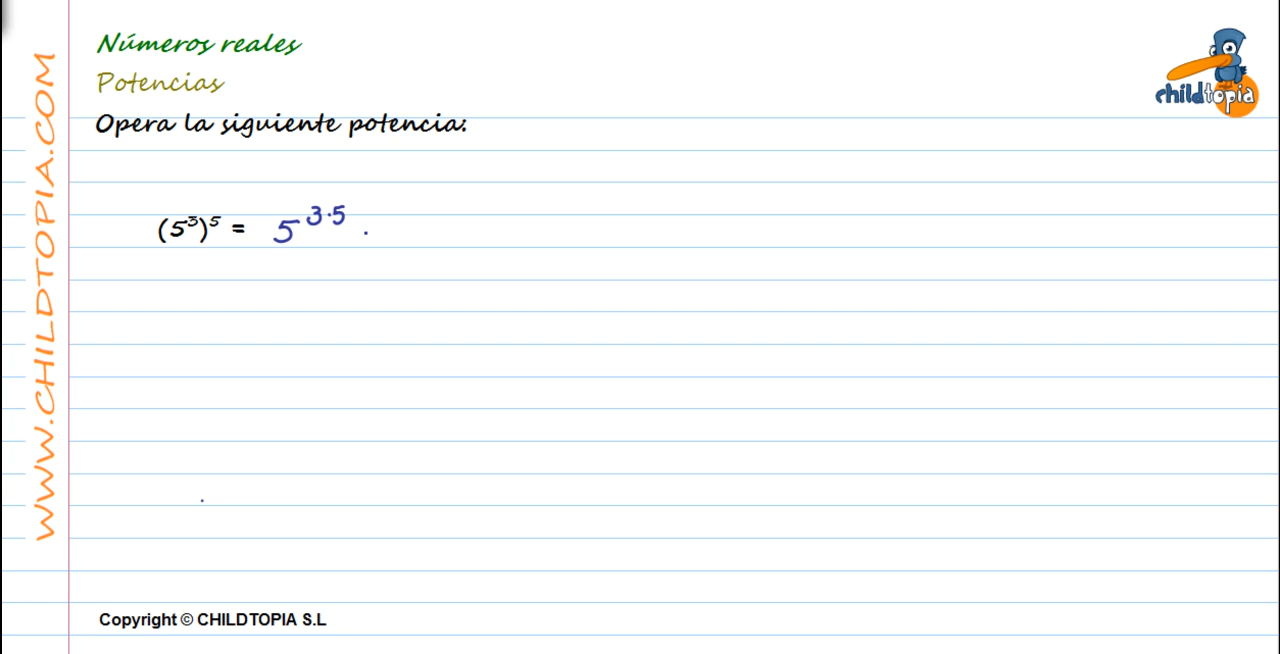 WWW.CHILDTOPIA.COM
Números reales
childtopia
Potencias
Opera la siguiente potencia:
(5³)⁵ = 5³·⁵ .
Copyright © CHILDTOPIA S.L